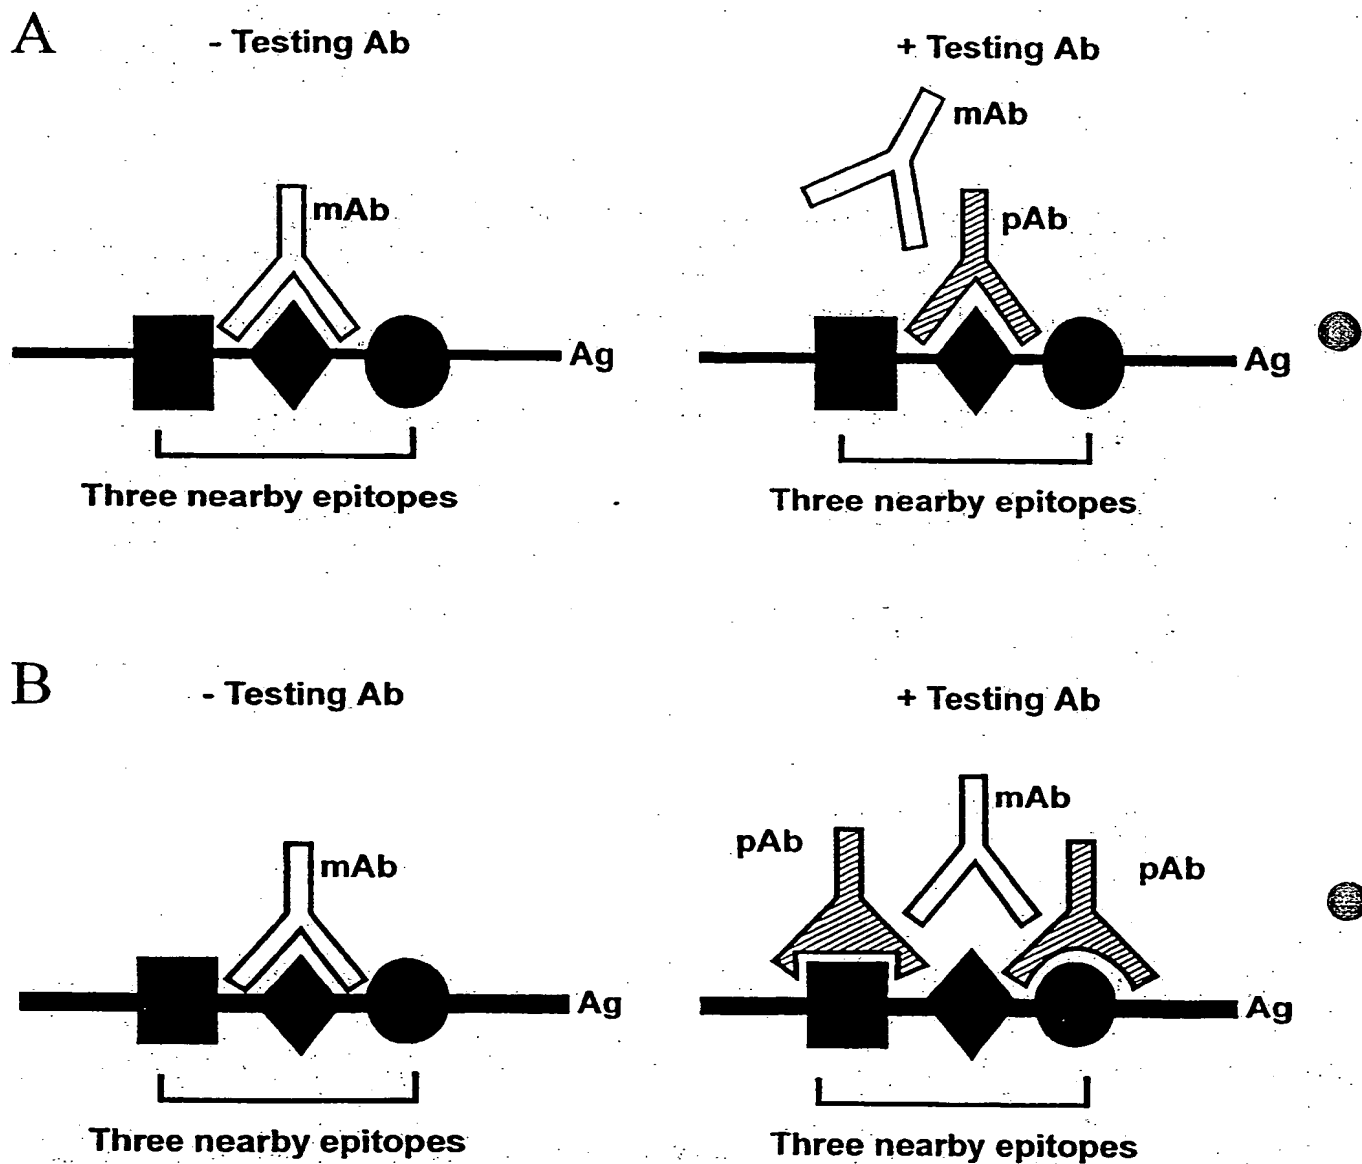 A
- Testing Ab
+ Testing Ab
mAb
mAb
pAb
Ag
Ag
Three nearby epitopes
Three nearby epitopes
B
- Testing Ab
+ Testing Ab
mAb
pAb
mAb
pAb
Ag
Ag
Three nearby epitopes
Three nearby epitopes